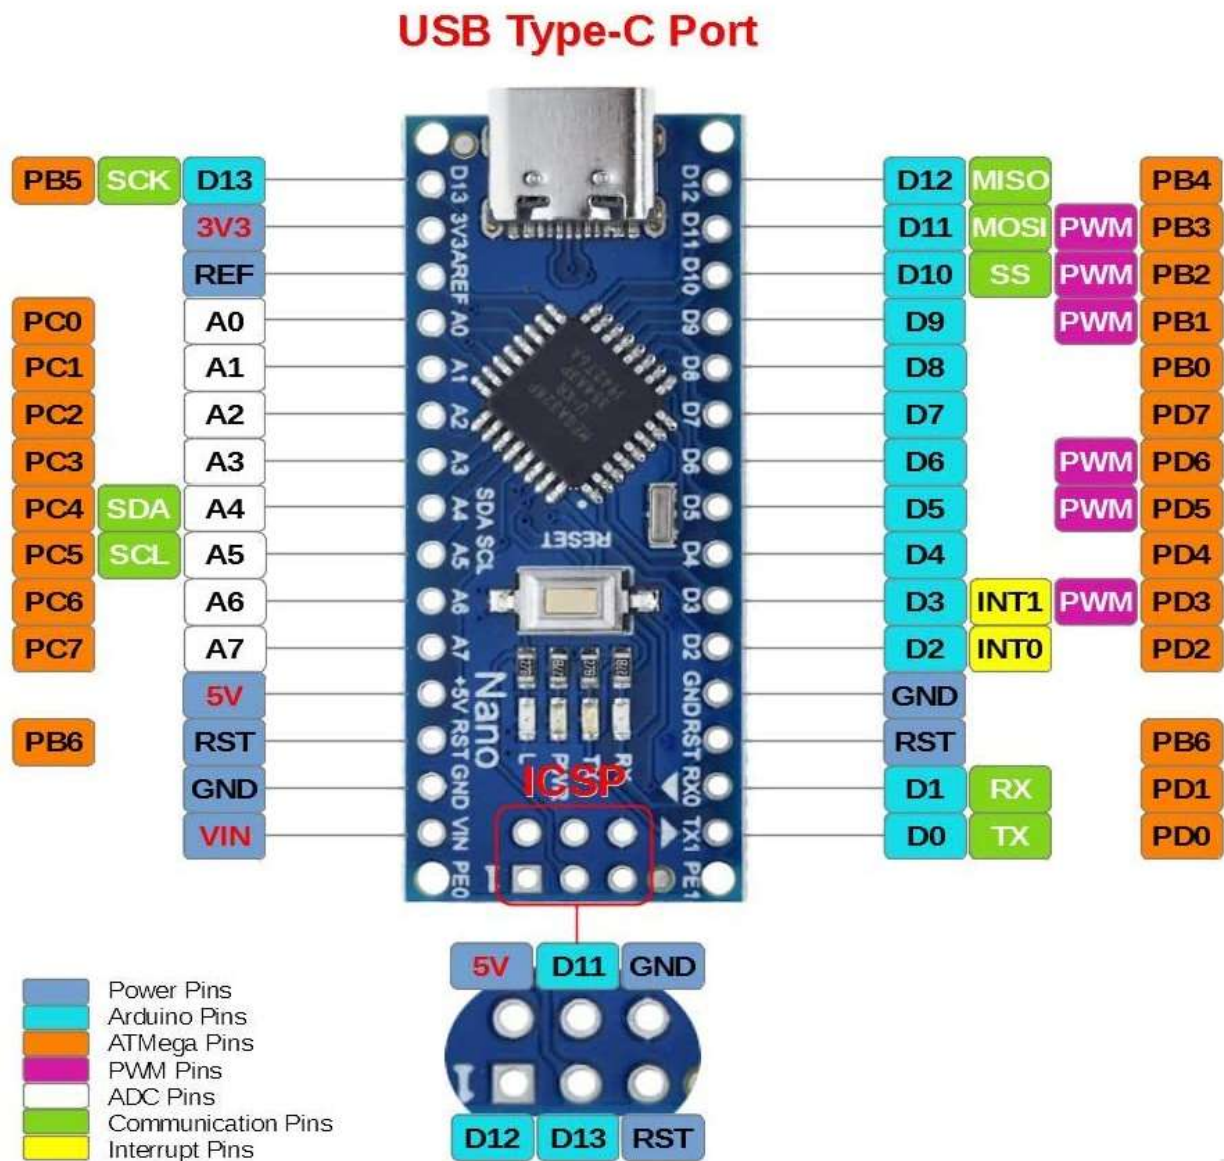 USB Type-C Port
PB5 SCK D13 D12 MISO PB4
3V3 D11 MOSI PWM PB3
REF D10 SS PWM PB2
PC0 A0 D9 PWM PB1
PC1 A1 D8 PB0
PC2 A2 D7 PD7
PC3 A3 D6 PWM PD6
PC4 SDA A4 D5 PWM PD5
PC5 SCL A5 D4 PD4
PC6 A6 D3 INT1 PWM PD3
PC7 A7 D2 INT0 PD2
5V GND
PB6 RST RST PB6
GND D1 RX PD1
VIN D0 TX PD0
D13 3V3 AREF A0 A1 A2 A3 A4 A5 A6 A7 +5V RST GND VIN PE0
SDA SCL
D12 D11 D10 D9 D8 D7 D6 D5 D4 D3 D2 GND RST RX0 TX1 PE1
RESET
Nano
L
1
ICSP
5V D11 GND
1
D12 D13 RST
Power Pins
Arduino Pins
ATMega Pins
PWM Pins
ADC Pins
Communication Pins
Interrupt Pins